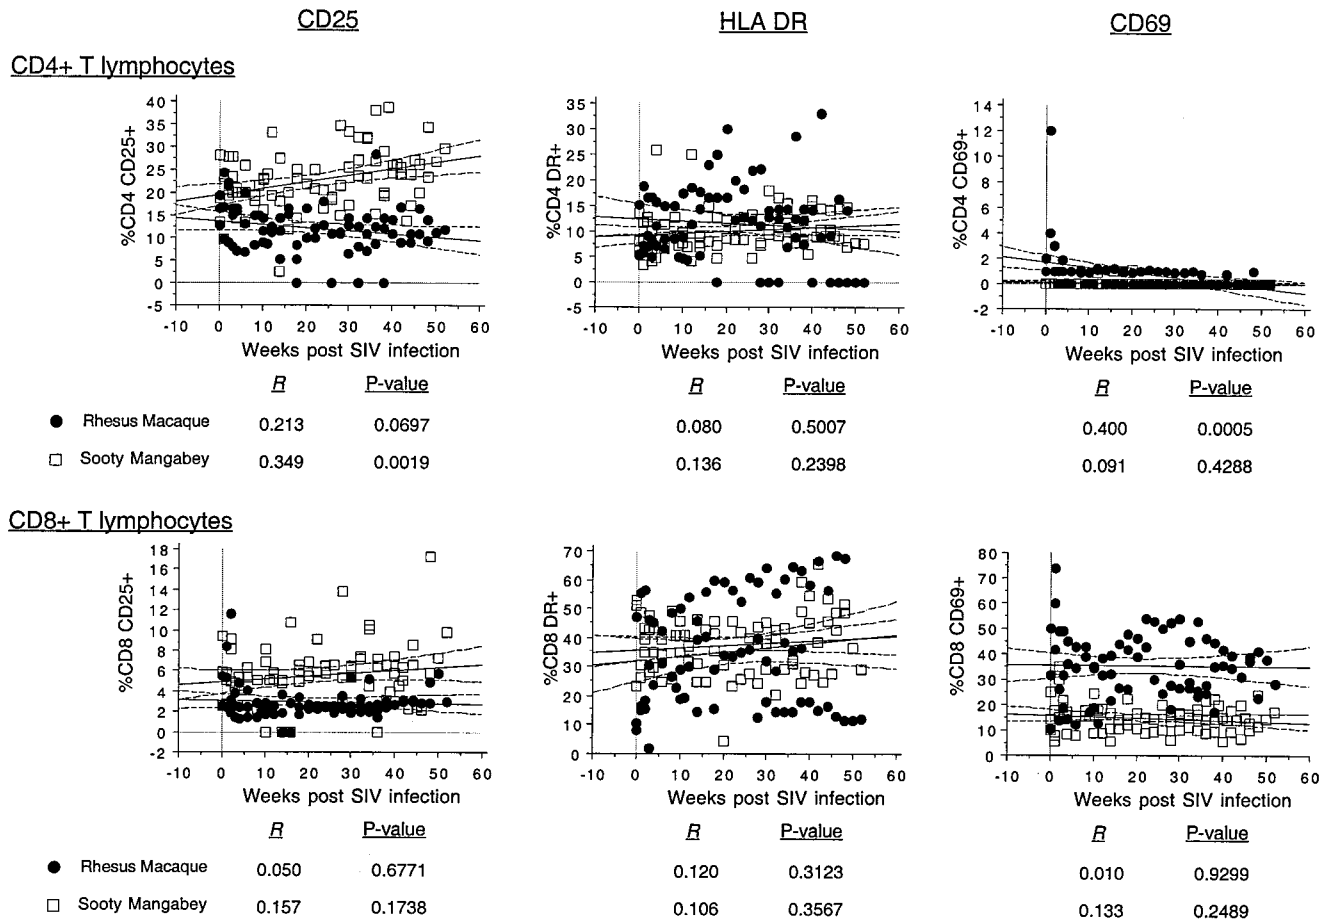 CD25 HLA DR CD69
CD4+ T lymphocytes
%CD4 CD25+
40
35
30
25
20
15
10
5
0
-5
-10 0 10 20 30 40 50 60
Weeks post SIV infection
%CD4 DR+
35
30
25
20
15
10
5
0
-5
-10 0 10 20 30 40 50 60
Weeks post SIV infection
%CD4 CD69+
14
12
10
8
6
4
2
0
-2
-10 0 10 20 30 40 50 60
Weeks post SIV infection
R P-value R P-value R P-value
Rhesus Macaque 0.213 0.0697 0.080 0.5007 0.400 0.0005
Sooty Mangabey 0.349 0.0019 0.136 0.2398 0.091 0.4288
CD8+ T lymphocytes
%CD8 CD25+
18
16
14
12
10
8
6
4
2
0
-2
-10 0 10 20 30 40 50 60
Weeks post SIV infection
%CD8 DR+
70
60
50
40
30
20
10
0
-10 0 10 20 30 40 50 60
Weeks post SIV infection
%CD8 CD69+
80
70
60
50
40
30
20
10
0
-10 0 10 20 30 40 50 60
Weeks post SIV infection
R P-value R P-value R P-value
Rhesus Macaque 0.050 0.6771 0.120 0.3123 0.010 0.9299
Sooty Mangabey 0.157 0.1738 0.106 0.3567 0.133 0.2489